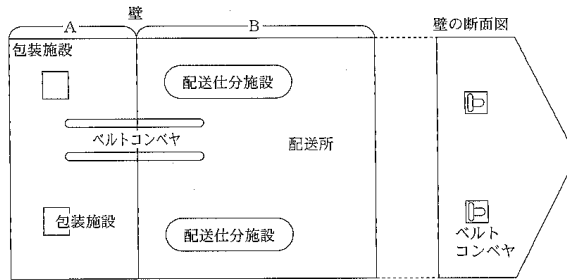 壁
A
B
壁の断面図
包装施設
配送仕分施設
ベルトコンベヤ
配送所
包装施設
配送仕分施設
ベルト
コンベヤ